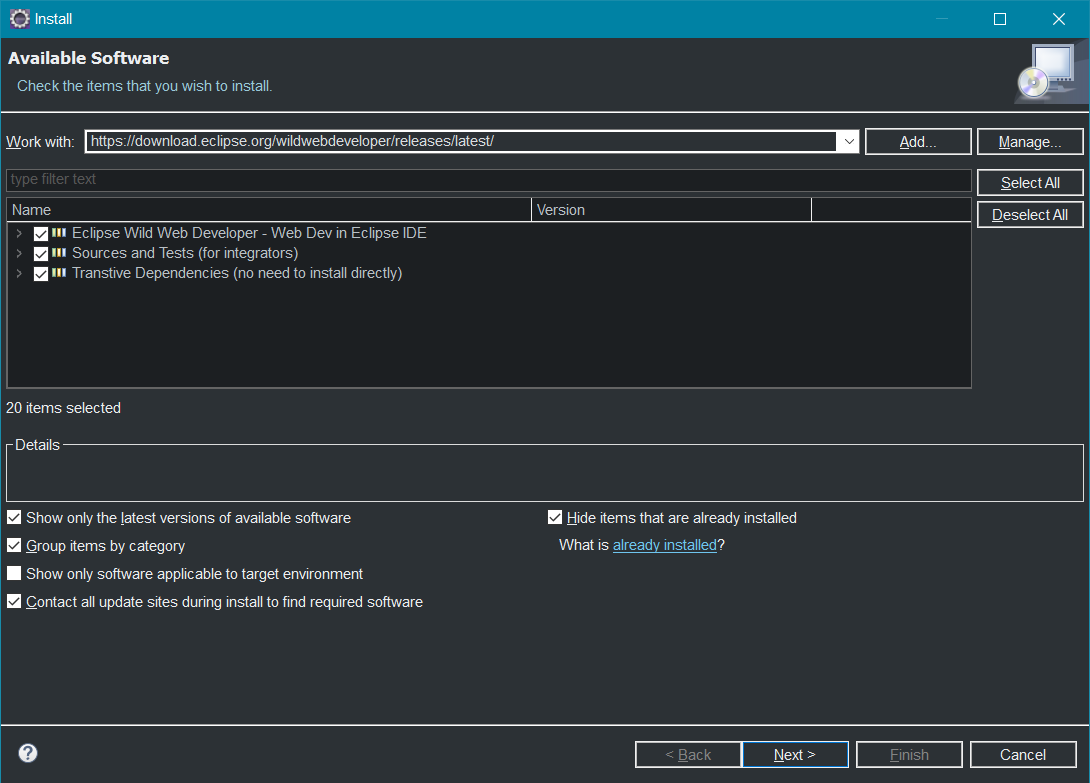 Install
Available Software
Check the items that you wish to install.
Work with: https://download.eclipse.org/wildwebdeveloper/releases/latest/ Add... Manage...
type filter text Select All
Name Version Deselect All
Eclipse Wild Web Developer - Web Dev in Eclipse IDE
Sources and Tests (for integrators)
Transtive Dependencies (no need to install directly)
20 items selected
Details
Show only the latest versions of available software Hide items that are already installed
Group items by category What is already installed?
Show only software applicable to target environment
Contact all update sites during install to find required software
? < Back Next > Finish Cancel